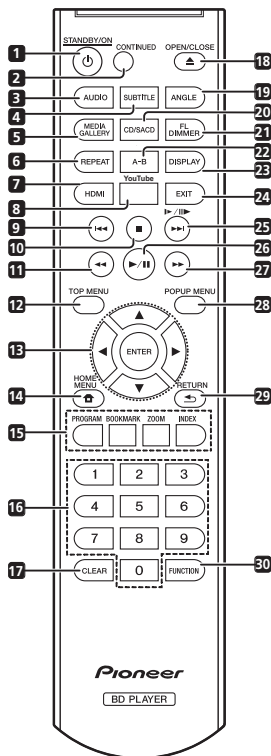 STANDBY/ON
CONTINUED
OPEN/CLOSE
1
2
18
AUDIO
SUBTITLE
ANGLE
3
4
19
MEDIA GALLERY
CD/SACD
FL DIMMER
5
20
21
REPEAT
A-B
DISPLAY
6
22
23
YouTube
HDMI
EXIT
7
8
24
9
10
25
11
26
27
TOP MENU
POPUP MENU
12
28
ENTER
13
HOME MENU
RETURN
14
29
PROGRAM BOOKMARK ZOOM INDEX
15
1 2 3
4 5 6
7 8 9
16
CLEAR 0 FUNCTION
17
30
Pioneer
BD PLAYER